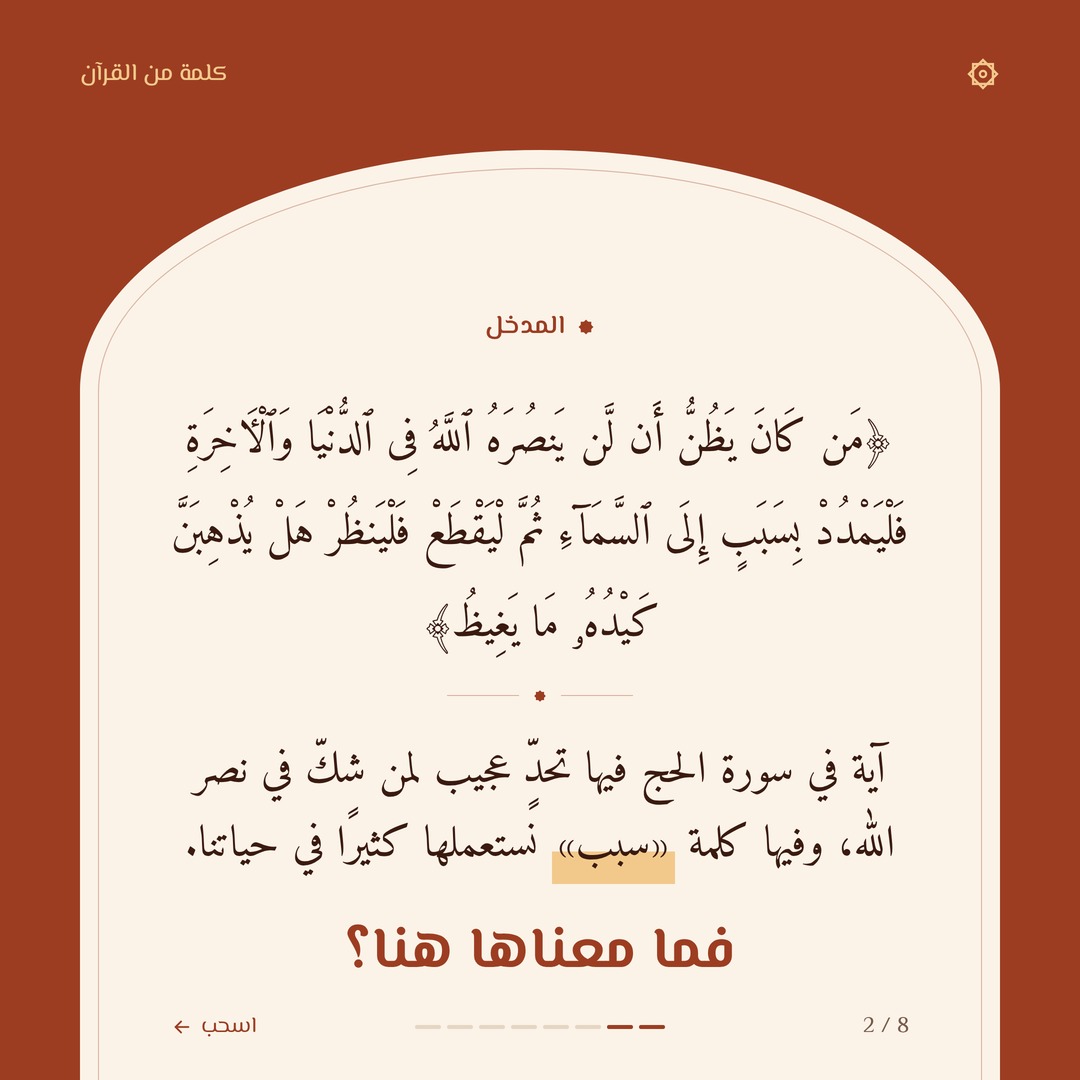 كلمة من القرآن
المدخل
﴿مَن كَانَ يَظُنُّ أَن لَّن يَنصُرَهُ ٱللَّهُ فِى ٱلدُّنْيَا وَٱلْـَٔاخِرَةِ
فَلْيَمْدُدْ بِسَبَبٍ إِلَى ٱلسَّمَآءِ ثُمَّ لْيَقْطَعْ فَلْيَنظُرْ هَلْ يُذْهِبَنَّ
كَيْدُهُۥ مَا يَغِيظُ﴾
آية في سورة الحج فيها تحدٍّ عجيب لمن شكّ في نصر
الله، وفيها كلمة «سبب» نستعملها كثيرًا في حياتنا.
فما معناها هنا؟
2 / 8
اسحب ←